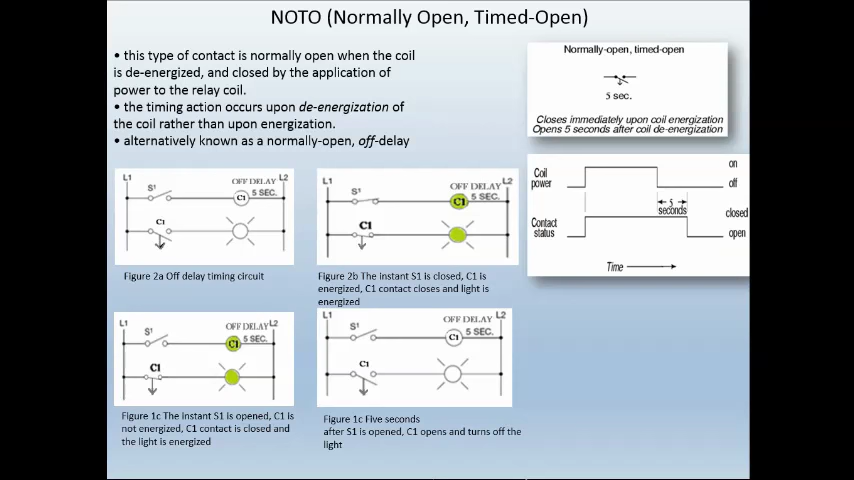 NOTO (Normally Open, Timed-Open)
• this type of contact is normally open when the coil
is de-energized, and closed by the application of
power to the relay coil.
• the timing action occurs upon de-energization of
the coil rather than upon energization.
• alternatively known as a normally-open, off-delay
Normally-open, timed-open
5 sec.
Closes immediately upon coil energization
Opens 5 seconds after coil de-energization
Coil
power
on
off
5
seconds
Contact
status
closed
open
Time
L1
L2
S1
OFF DELAY
5 SEC.
C1
C1
Figure 2a Off delay timing circuit
L1
L2
S1
OFF DELAY
5 SEC.
C1
C1
Figure 2b The instant S1 is closed, C1 is
energized, C1 contact closes and light is
energized
L1
L2
S1
OFF DELAY
5 SEC.
C1
C1
Figure 1c The instant S1 is opened, C1 is
not energized, C1 contact is closed and
the light is energized
L1
L2
S1
OFF DELAY
5 SEC.
C1
C1
Figure 1c Five seconds
after S1 is opened, C1 opens and turns off the
light